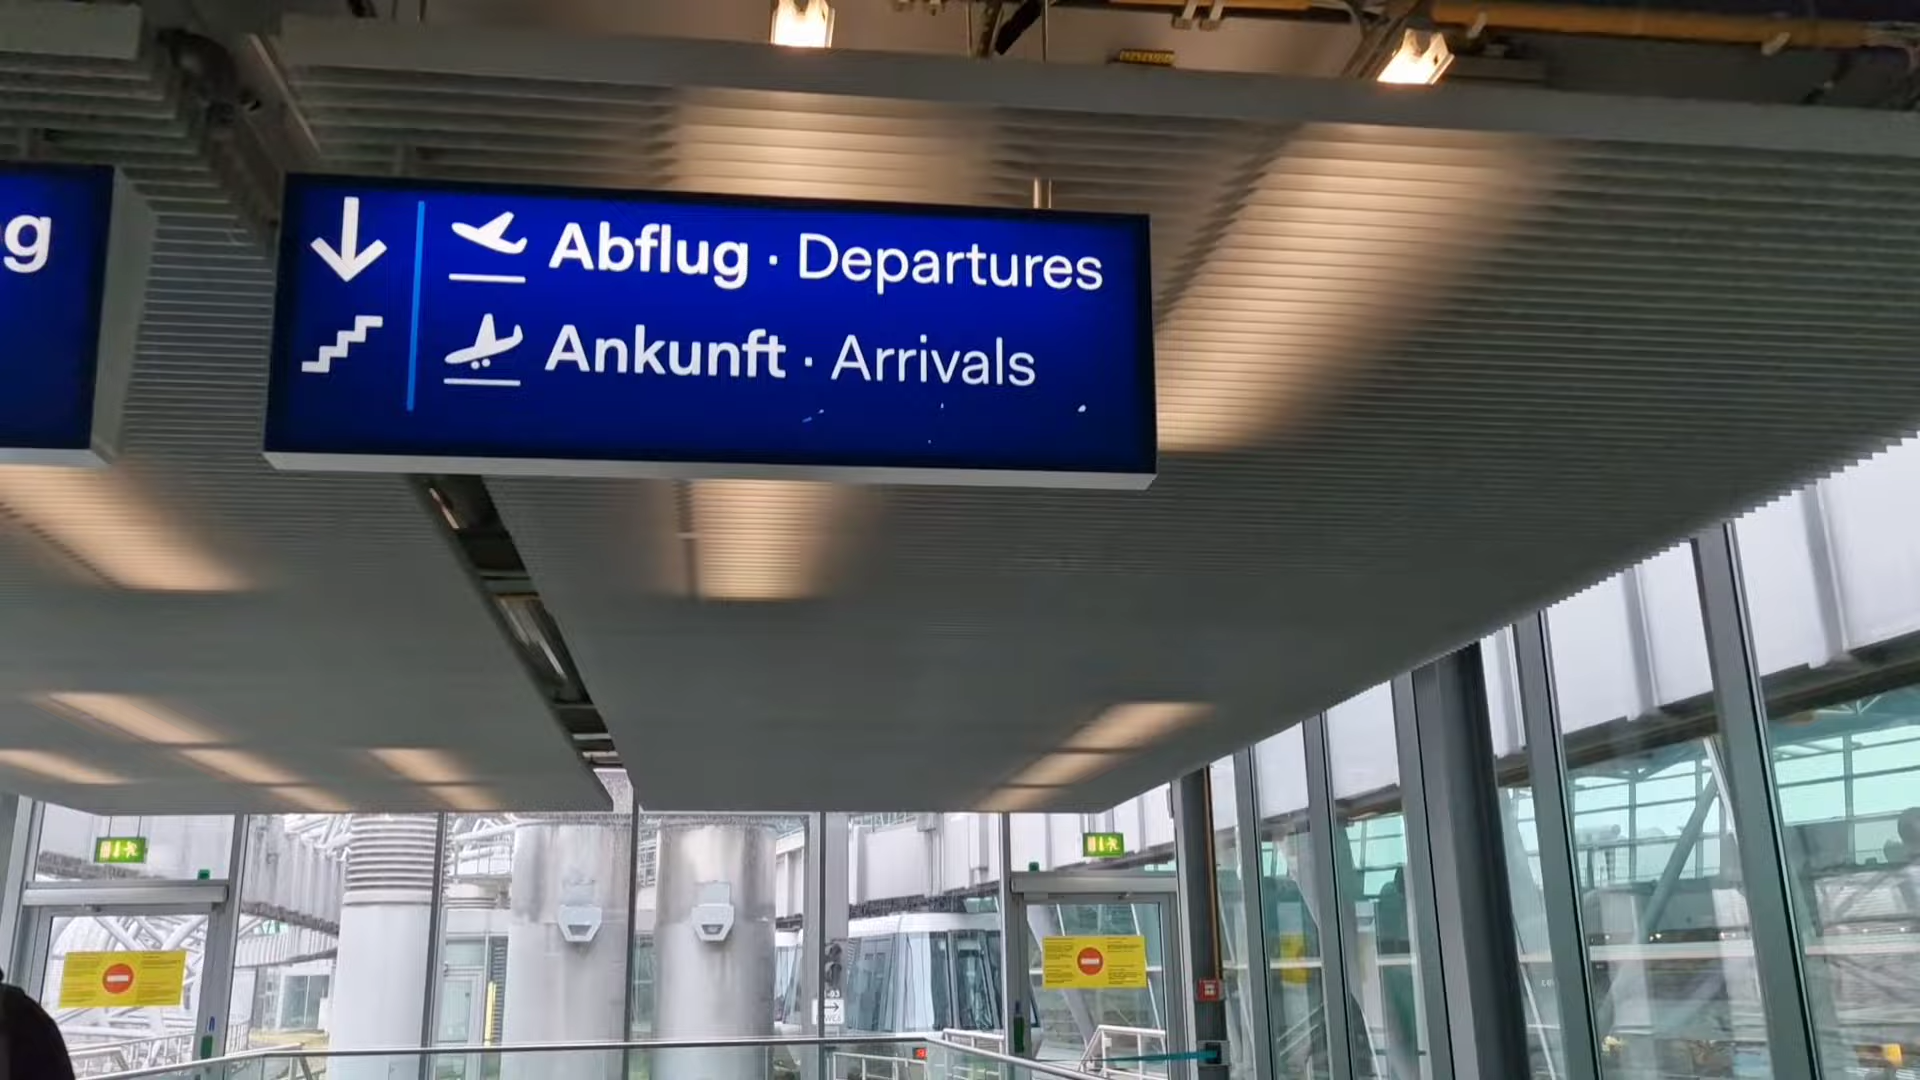 g
Abflug · Departures
Ankunft · Arrivals